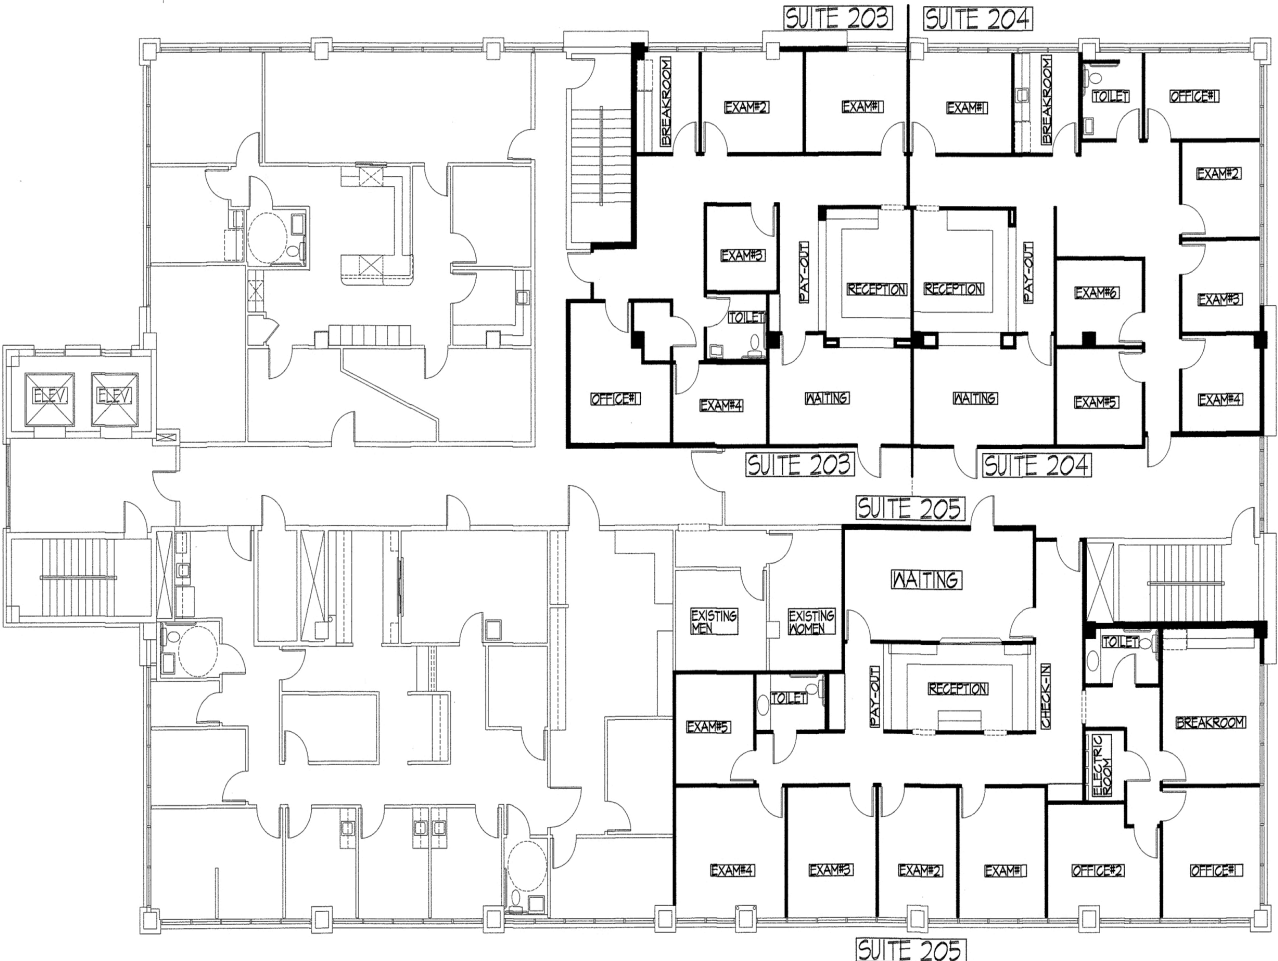 SUITE 203
SUITE 204
BREAKROOM
EXAM#2
EXAM#1
EXAM#1
BREAKROOM
TOILET
OFFICE#1
EXAM#2
EXAM#3
PAY-OUT
RECEPTION
RECEPTION
PAY-OUT
EXAM#6
EXAM#3
TOILET
ELEV
ELEV
OFFICE#1
EXAM#4
WAITING
WAITING
EXAM#5
EXAM#4
SUITE 203
SUITE 204
SUITE 205
WAITING
EXISTING
MEN
EXISTING
WOMEN
TOILET
TOILET
PAY-OUT
RECEPTION
CHECK-IN
EXAM#5
BREAKROOM
ELECTRIC
ROOM
EXAM#4
EXAM#3
EXAM#2
EXAM#1
OFFICE#2
OFFICE#1
SUITE 205